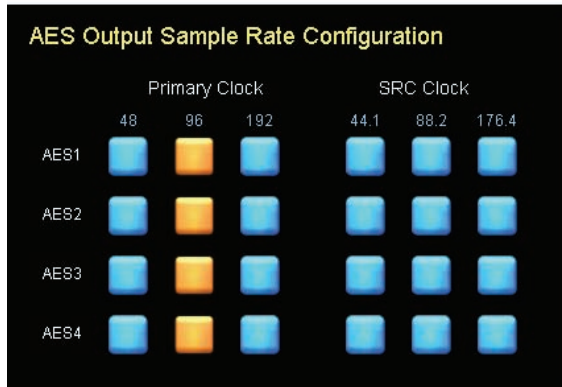 AES Output Sample Rate Configuration
Primary Clock SRC Clock
48 96 192 44.1 88.2 176.4
AES1
AES2
AES3
AES4